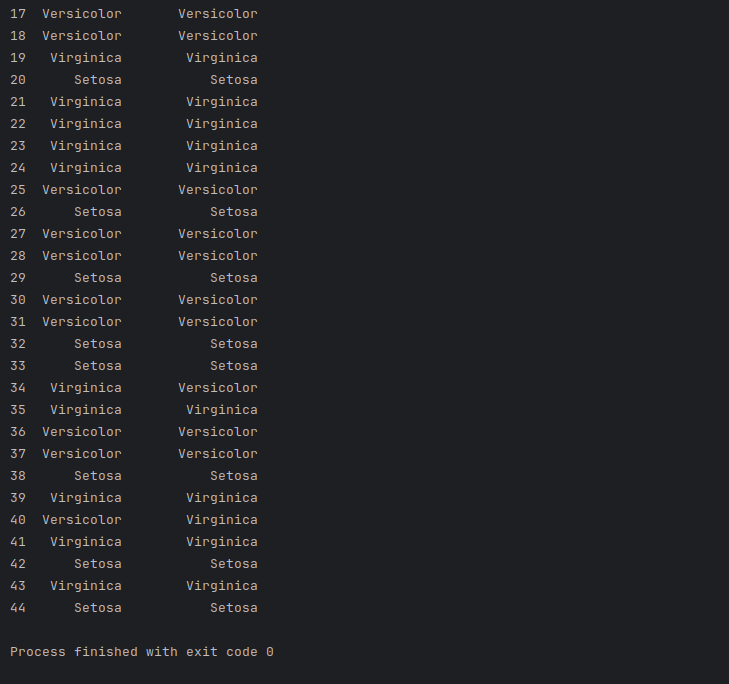 17  Versicolor       Versicolor
18  Versicolor       Versicolor
19   Virginica        Virginica
20      Setosa           Setosa
21   Virginica        Virginica
22   Virginica        Virginica
23   Virginica        Virginica
24   Virginica        Virginica
25  Versicolor       Versicolor
26      Setosa           Setosa
27  Versicolor       Versicolor
28  Versicolor       Versicolor
29      Setosa           Setosa
30  Versicolor       Versicolor
31  Versicolor       Versicolor
32      Setosa           Setosa
33      Setosa           Setosa
34   Virginica       Versicolor
35   Virginica        Virginica
36  Versicolor       Versicolor
37  Versicolor       Versicolor
38      Setosa           Setosa
39   Virginica        Virginica
40  Versicolor        Virginica
41   Virginica        Virginica
42      Setosa           Setosa
43   Virginica        Virginica
44      Setosa           Setosa
Process finished with exit code 0